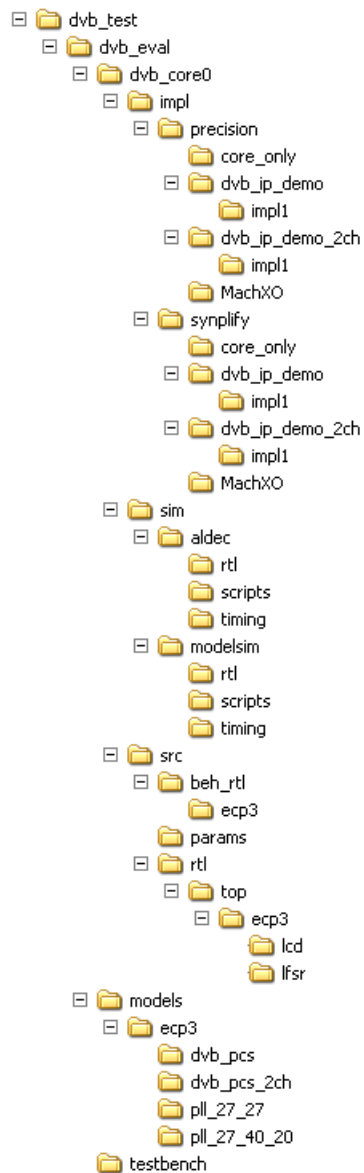 dvb_test
dvb_eval
dvb_core0
impl
precision
core_only
dvb_ip_demo
impl1
dvb_ip_demo_2ch
impl1
MachXO
synplify
core_only
dvb_ip_demo
impl1
dvb_ip_demo_2ch
impl1
MachXO
sim
aldec
rtl
scripts
timing
modelsim
rtl
scripts
timing
src
beh_rtl
ecp3
params
rtl
top
ecp3
lcd
lfsr
models
ecp3
dvb_pcs
dvb_pcs_2ch
pll_27_27
pll_27_40_20
testbench